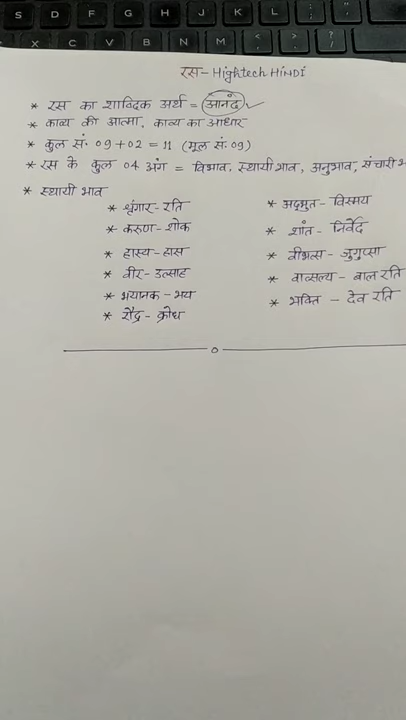 S D F G H J K L : ;
X C V B N M < , > .
रस - Hightech HINDI
* रस का शाब्दिक अर्थ = आनंद ✓
* काव्य की आत्मा, काव्य का आधार
* कुल सं. 09 + 02 = 11 (मूल सं. 09)
* रस के कुल 04 अंग = विभाव, स्थायी भाव, अनुभाव, संचारी भ
* स्थायी भाव
* श्रृंगार - रति
* करुण - शोक
* हास्य - हास
* वीर - उत्साह
* भयानक - भय
* रौद्र - क्रोध
* अदभुत - विस्मय
* शांत - निर्वेद
* वीभत्स - जुगुप्सा
* वात्सल्य - बाल रति
* भक्ति - देव रति